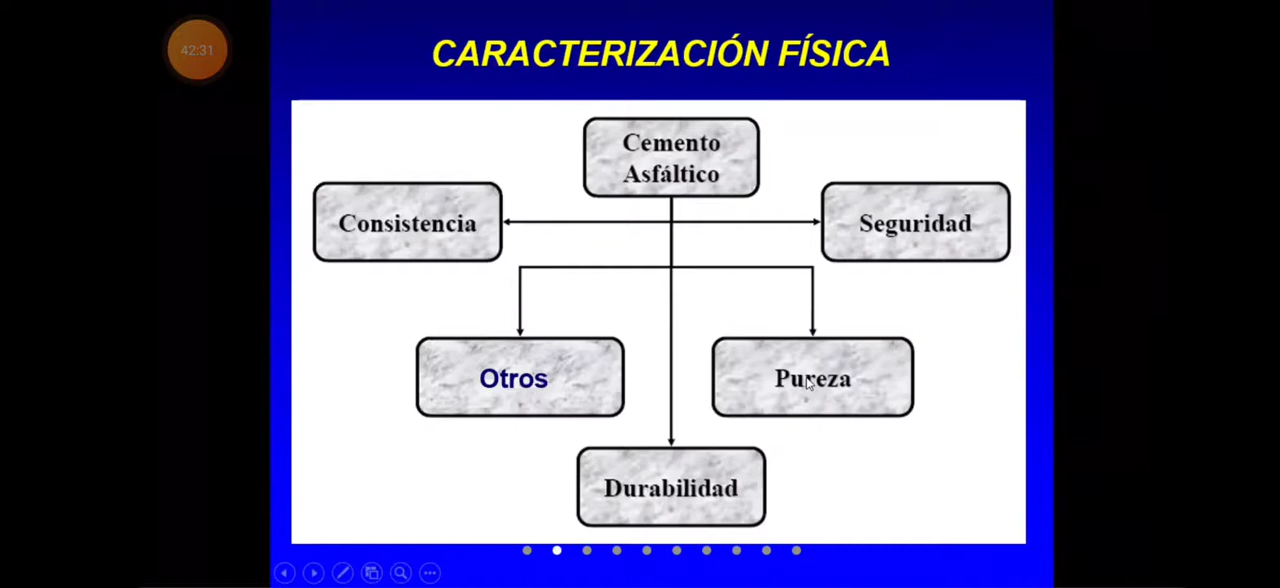 42:31
CARACTERIZACIÓN FÍSICA
Cemento
Asfáltico
Consistencia
Seguridad
Otros
Pureza
Durabilidad